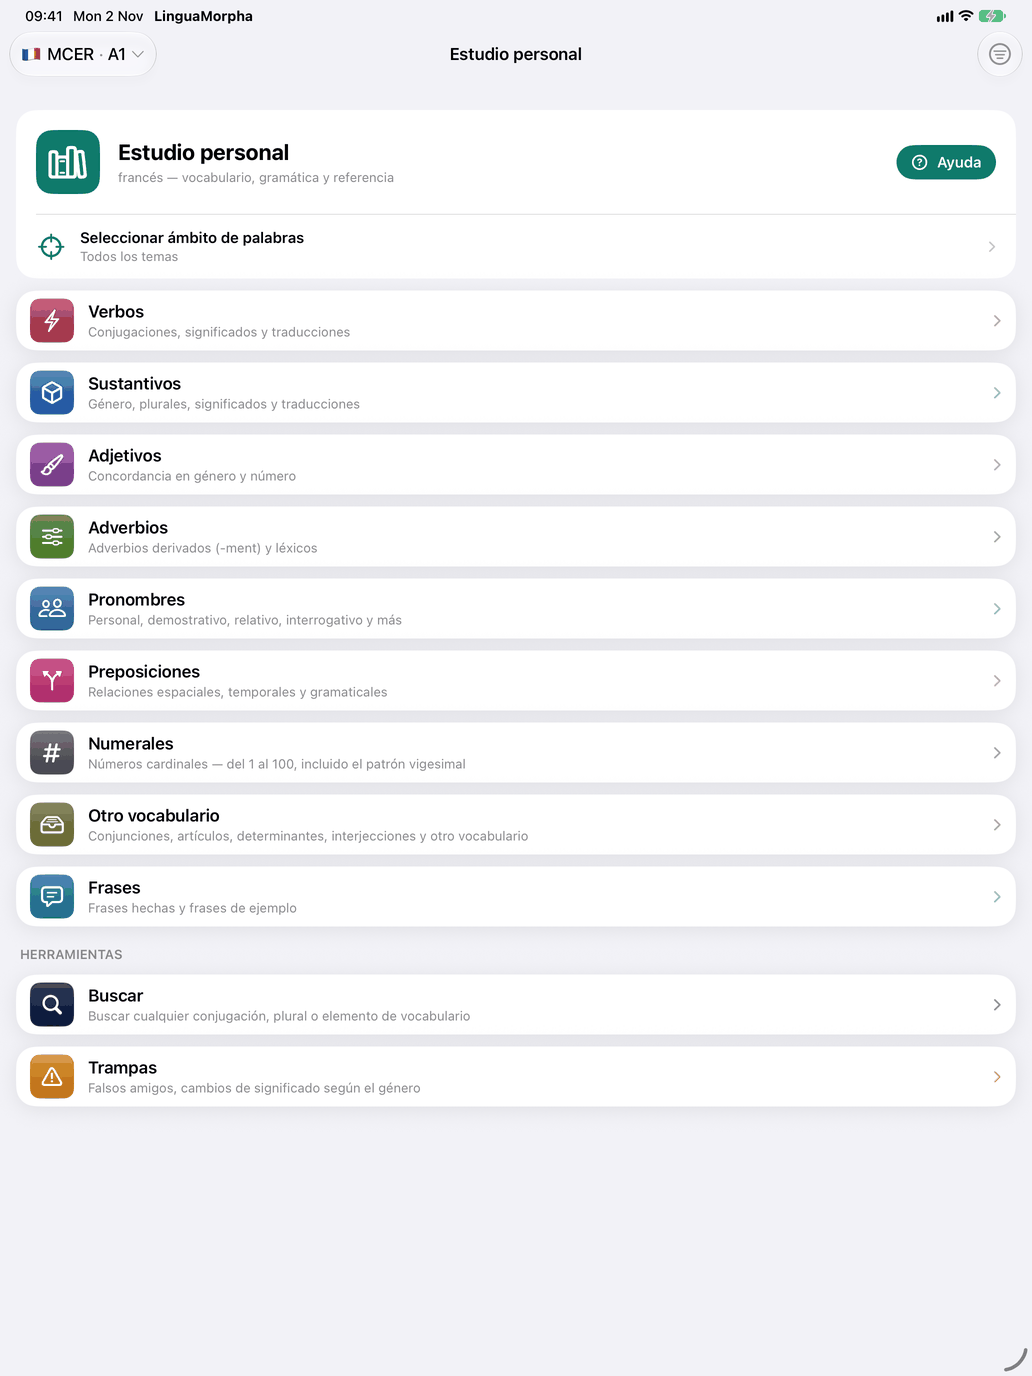 09:41 Mon 2 Nov LinguaMorpha
MCER · A1
Estudio personal
Estudio personal
francés — vocabulario, gramática y referencia
Ayuda
Seleccionar ámbito de palabras
Todos los temas
Verbos
Conjugaciones, significados y traducciones
Sustantivos
Género, plurales, significados y traducciones
Adjetivos
Concordancia en género y número
Adverbios
Adverbios derivados (-ment) y léxicos
Pronombres
Personal, demostrativo, relativo, interrogativo y más
Preposiciones
Relaciones espaciales, temporales y gramaticales
#
Numerales
Números cardinales — del 1 al 100, incluido el patrón vigesimal
Otro vocabulario
Conjunciones, artículos, determinantes, interjecciones y otro vocabulario
Frases
Frases hechas y frases de ejemplo
HERRAMIENTAS
Buscar
Buscar cualquier conjugación, plural o elemento de vocabulario
Trampas
Falsos amigos, cambios de significado según el género